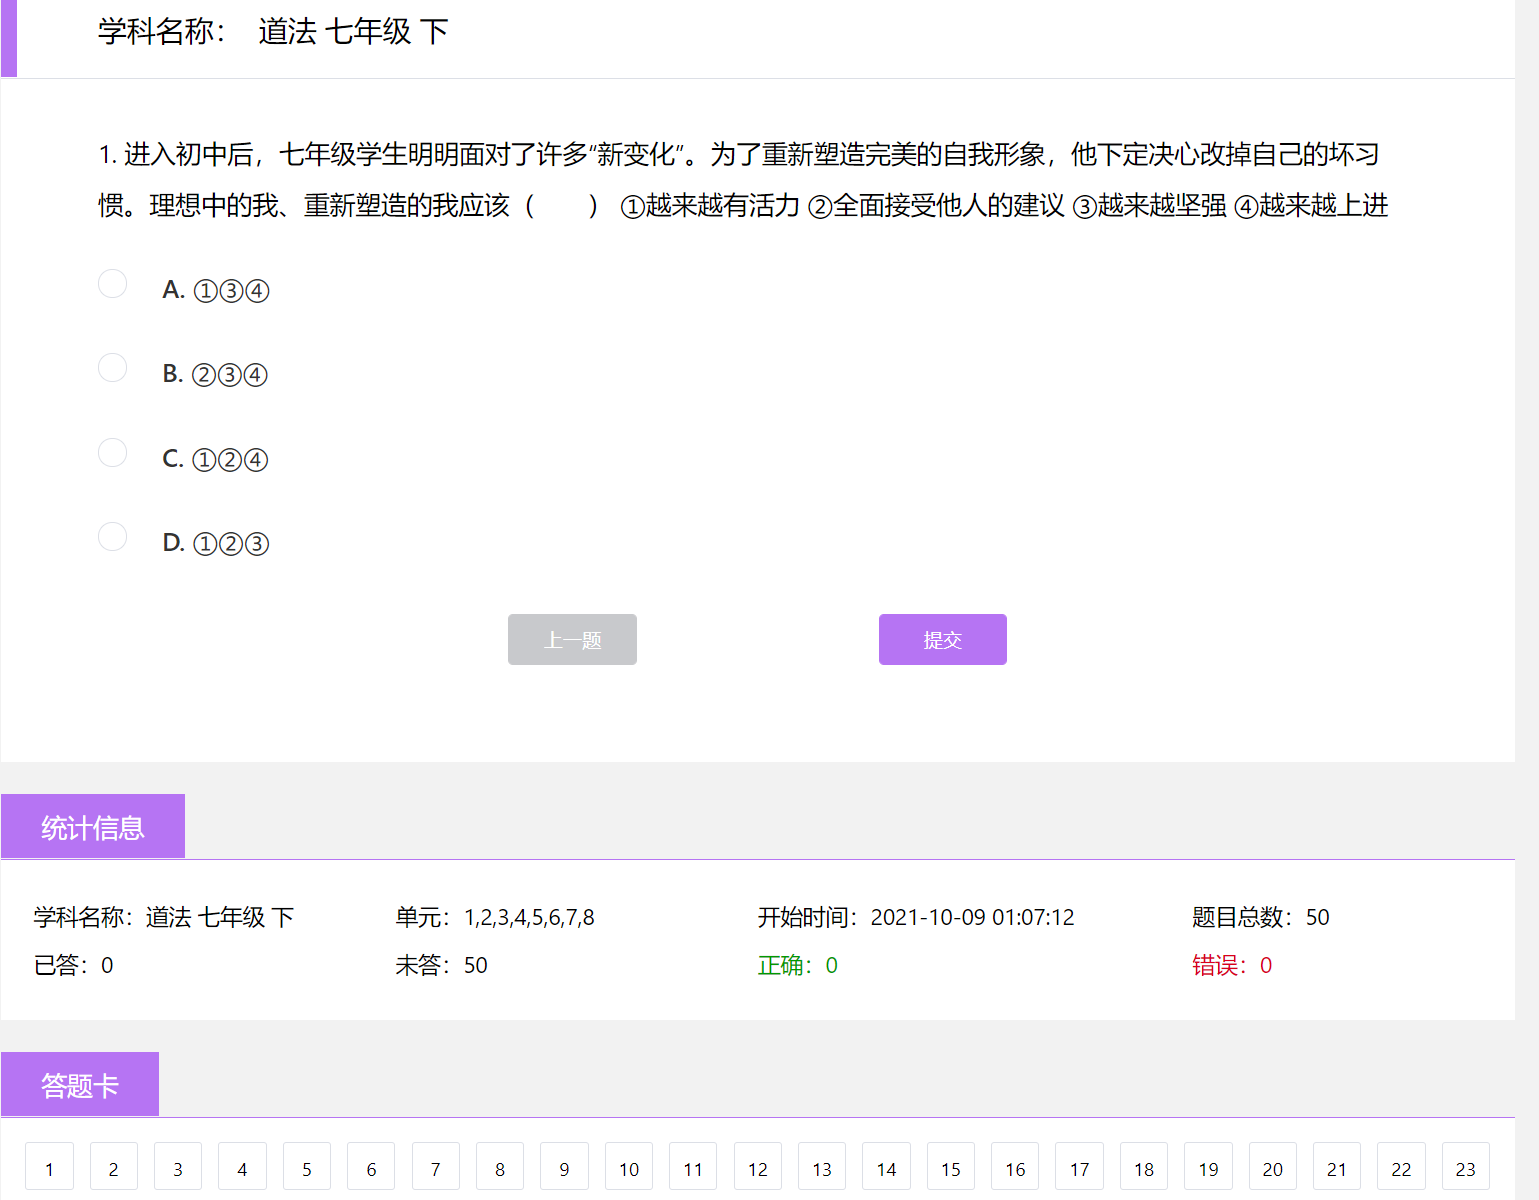 学科名称： 道法 七年级 下
1. 进入初中后，七年级学生明明面对了许多“新变化”。为了重新塑造完美的自我形象，他下定决心改掉自己的坏习
惯。理想中的我、重新塑造的我应该（　　） ①越来越有活力 ②全面接受他人的建议 ③越来越坚强 ④越来越上进
A. ①③④
B. ②③④
C. ①②④
D. ①②③
上一题 提交
统计信息
学科名称：道法 七年级 下 单元：1,2,3,4,5,6,7,8 开始时间：2021-10-09 01:07:12 题目总数：50
已答：0 未答：50 正确：0 错误：0
答题卡
1 2 3 4 5 6 7 8 9 10 11 12 13 14 15 16 17 18 19 20 21 22 23